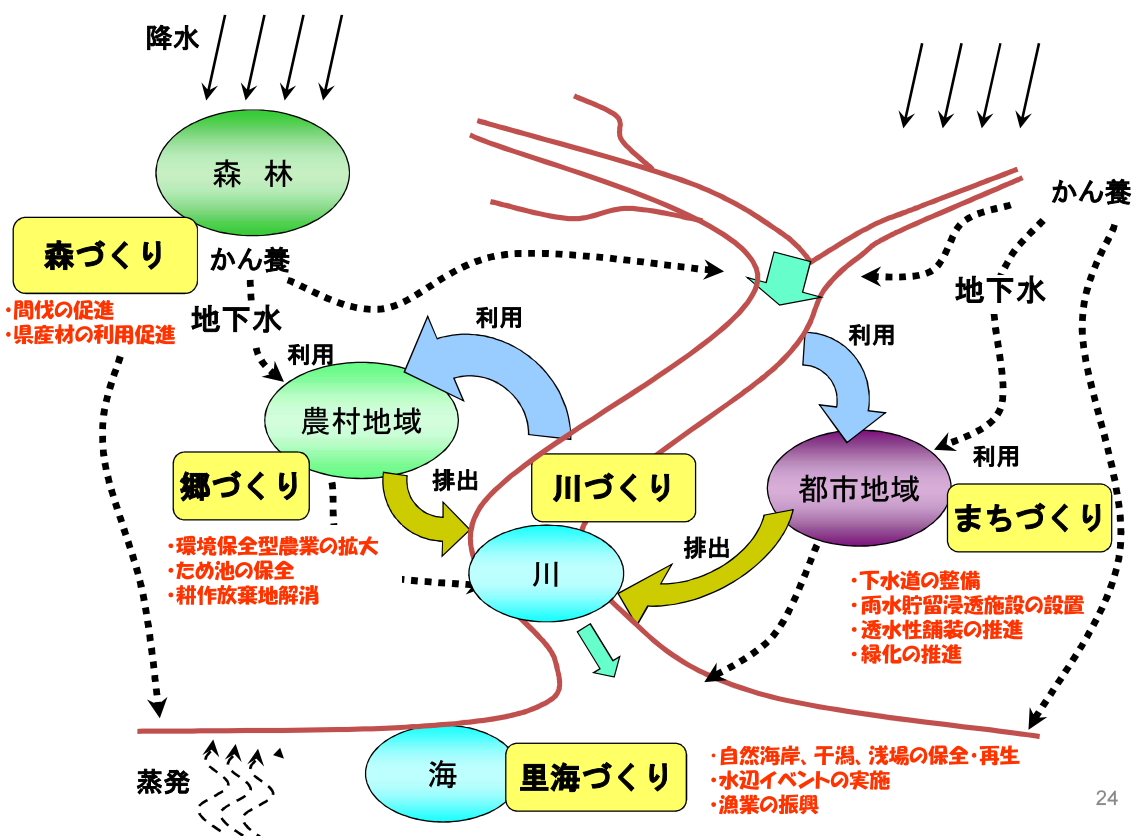 降水
森 林
森づくり
かん養
かん養
・間伐の促進
・県産材の利用促進
地下水
地下水
利用
利用
利用
農村地域
都市地域
利用
郷づくり
排出
川づくり
まちづくり
排出
・環境保全型農業の拡大
・ため池の保全
・耕作放棄地解消
川
・下水道の整備
・雨水貯留浸透施設の設置
・透水性舗装の推進
・緑化の推進
蒸発
海
里海づくり
・自然海岸、干潟、浅場の保全・再生
・水辺イベントの実施
・漁業の振興
24